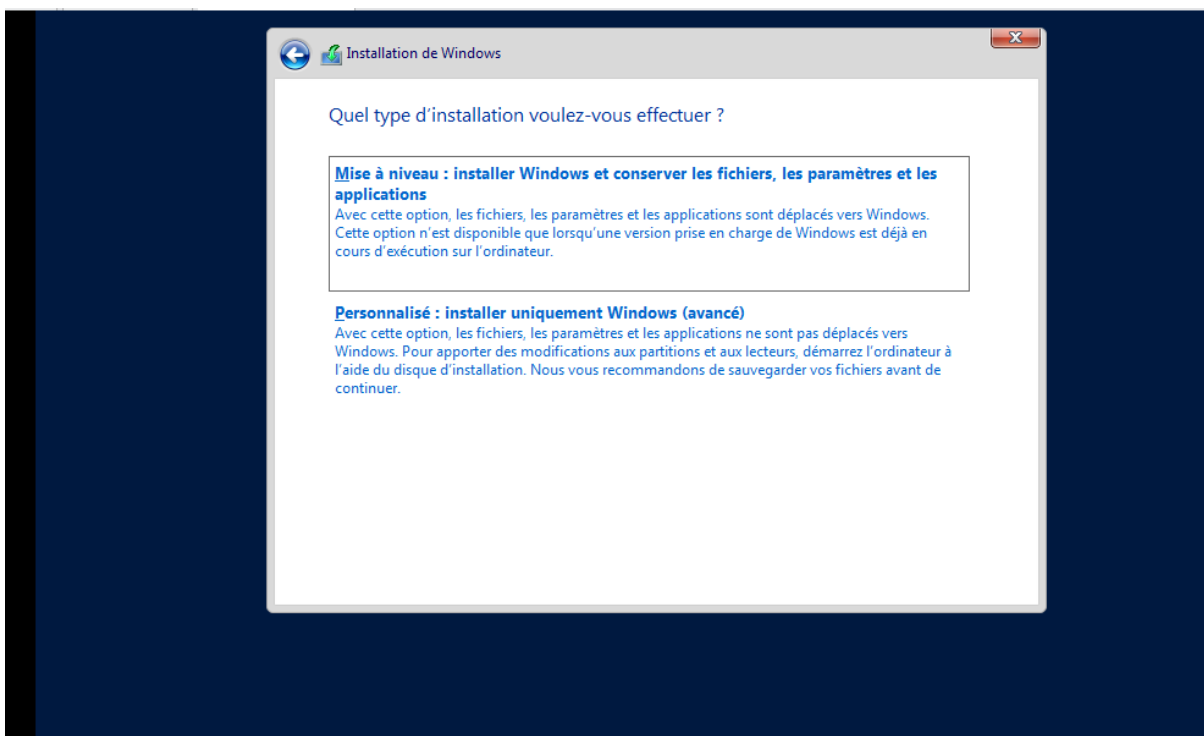 Installation de Windows
Quel type d’installation voulez-vous effectuer ?
Mise à niveau : installer Windows et conserver les fichiers, les paramètres et les
applications
Avec cette option, les fichiers, les paramètres et les applications sont déplacés vers Windows.
Cette option n’est disponible que lorsqu’une version prise en charge de Windows est déjà en
cours d’exécution sur l’ordinateur.
Personnalisé : installer uniquement Windows (avancé)
Avec cette option, les fichiers, les paramètres et les applications ne sont pas déplacés vers
Windows. Pour apporter des modifications aux partitions et aux lecteurs, démarrez l’ordinateur à
l’aide du disque d’installation. Nous vous recommandons de sauvegarder vos fichiers avant de
continuer.